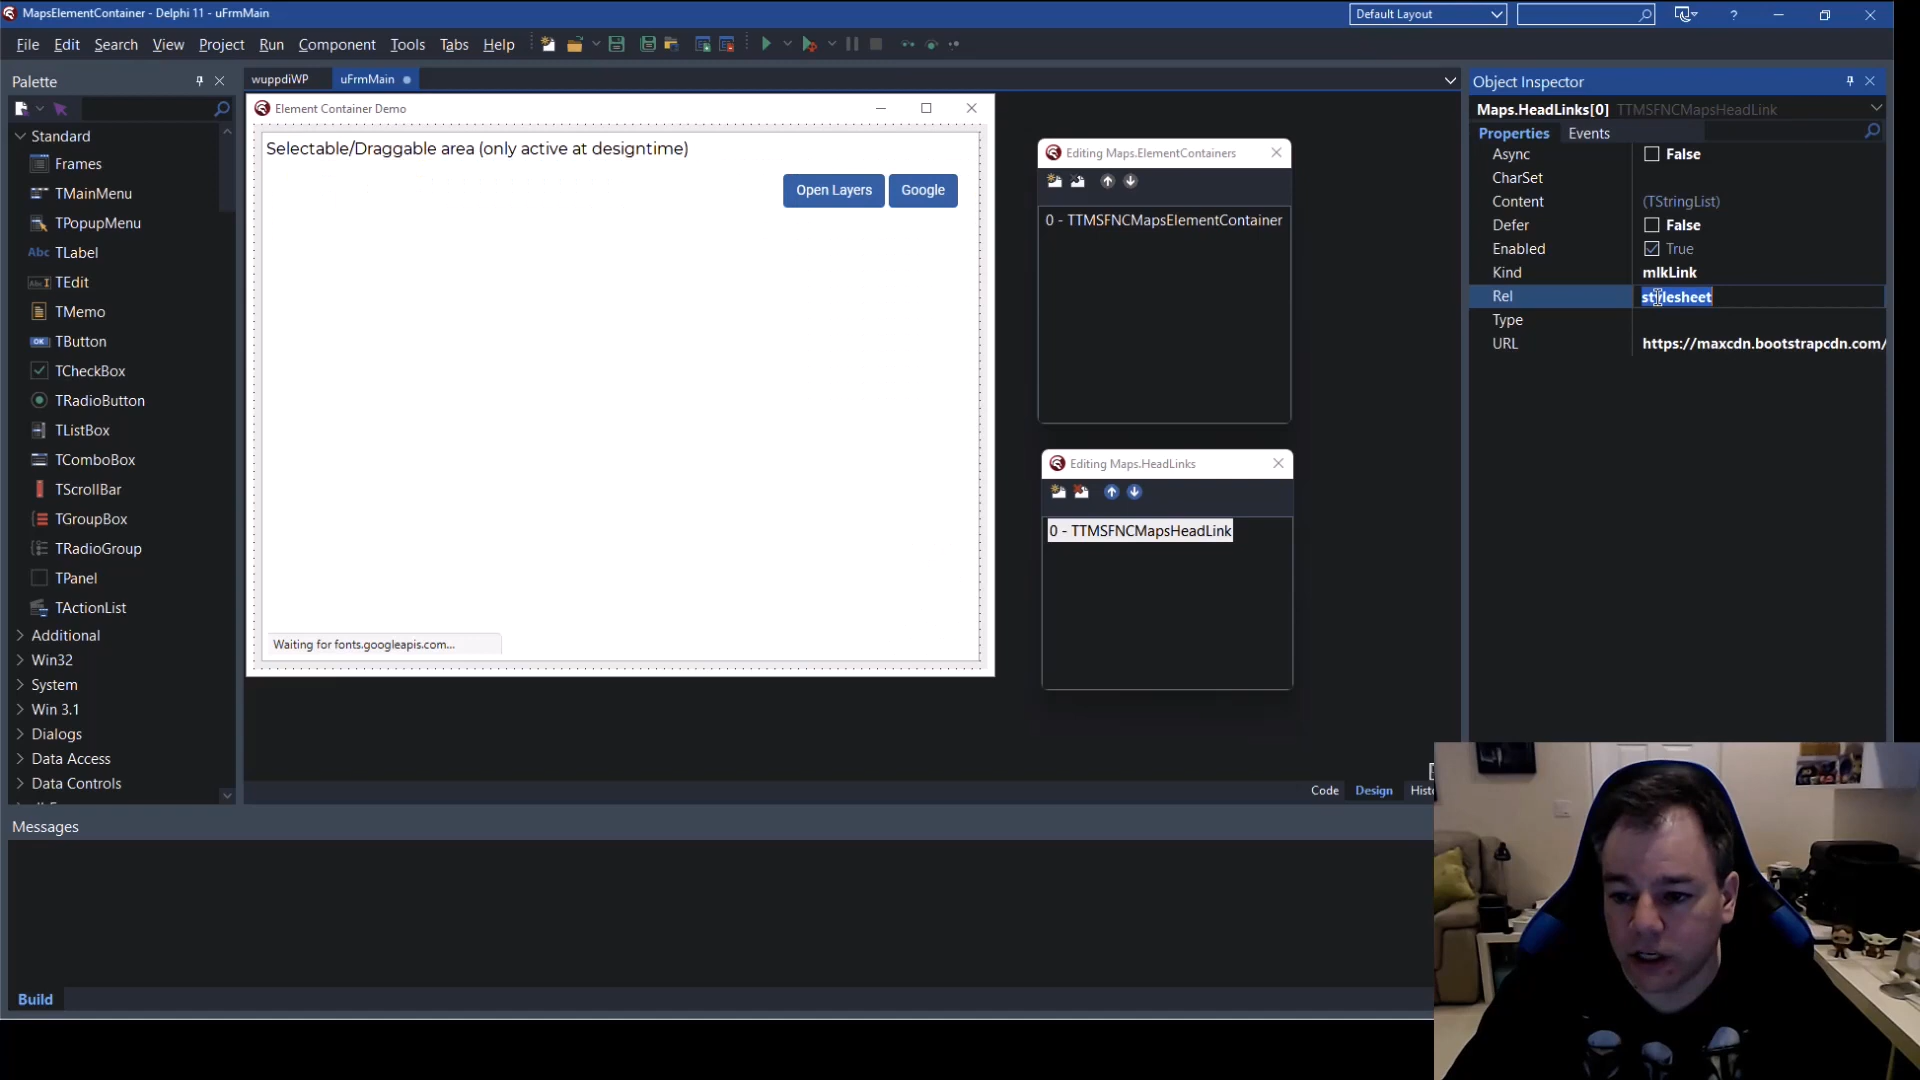 MapsElementContainer - Delphi 11 - uFrmMain
Default Layout
?
File Edit Search View Project Run Component Tools Tabs Help
Palette
Standard
Frames
TMainMenu
TPopupMenu
Abc TLabel
TEdit
TMemo
TButton
TCheckBox
TRadioButton
TListBox
TComboBox
TScrollBar
TGroupBox
TRadioGroup
TPanel
TActionList
Additional
Win32
System
Win 3.1
Dialogs
Data Access
Data Controls
wuppdiWP uFrmMain
Element Container Demo
Selectable/Draggable area (only active at designtime)
Open Layers Google
Waiting for fonts.googleapis.com...
Editing Maps.ElementContainers
0 - TTMSFNCMapsElementContainer
Editing Maps.HeadLinks
0 - TTMSFNCMapsHeadLink
Code Design Histo
Object Inspector
Maps.HeadLinks[0] TTMSFNCMapsHeadLink
Properties Events
Async False
CharSet
Content (TStringList)
Defer False
Enabled True
Kind mlkLink
Rel stylesheet
Type
URL https://maxcdn.bootstrapcdn.com/
Messages
Build